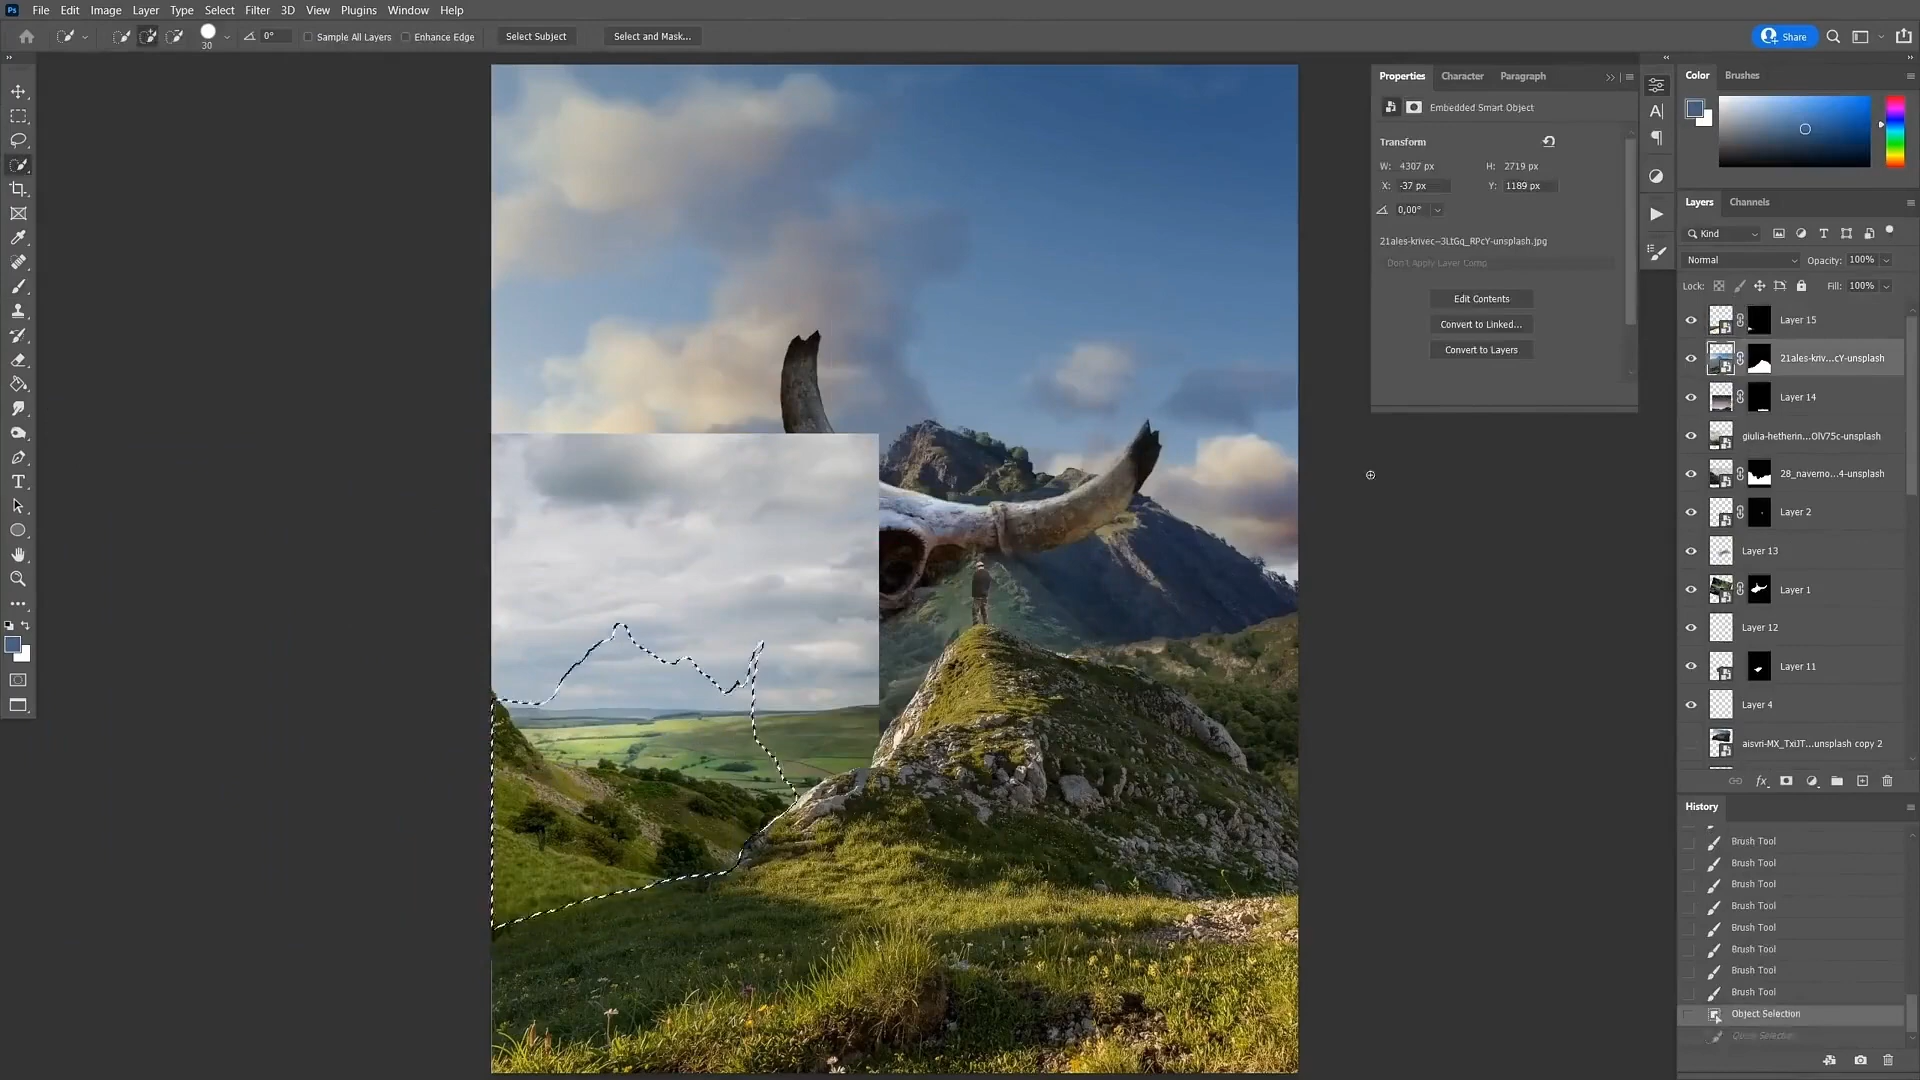 Ps File Edit Image Layer Type Select Filter 3D View Plugins Window Help
30 0° Sample All Layers Enhance Edge Select Subject Select and Mask... Share
Properties Character Paragraph
Embedded Smart Object
Transform
W: 4307 px H: 2719 px
X: -37 px Y: 1189 px
0,00°
21ales-krivec--3LtGq_RPcY-unsplash.jpg
Don't Apply Layer Comp
Edit Contents
Convert to Linked...
Convert to Layers
Color Brushes
Layers Channels
Kind
Normal Opacity: 100%
Lock: Fill: 100%
Layer 15
21ales-kriv...cY-unsplash
Layer 14
giulia-hetherin...OlV75c-unsplash
28_naverno...4-unsplash
Layer 2
Layer 13
Layer 1
Layer 12
Layer 11
Layer 4
aisvri-MX_TxiJT...unsplash copy 2
fx
History
Brush Tool
Brush Tool
Brush Tool
Brush Tool
Brush Tool
Brush Tool
Brush Tool
Brush Tool
Object Selection
Quick Selection